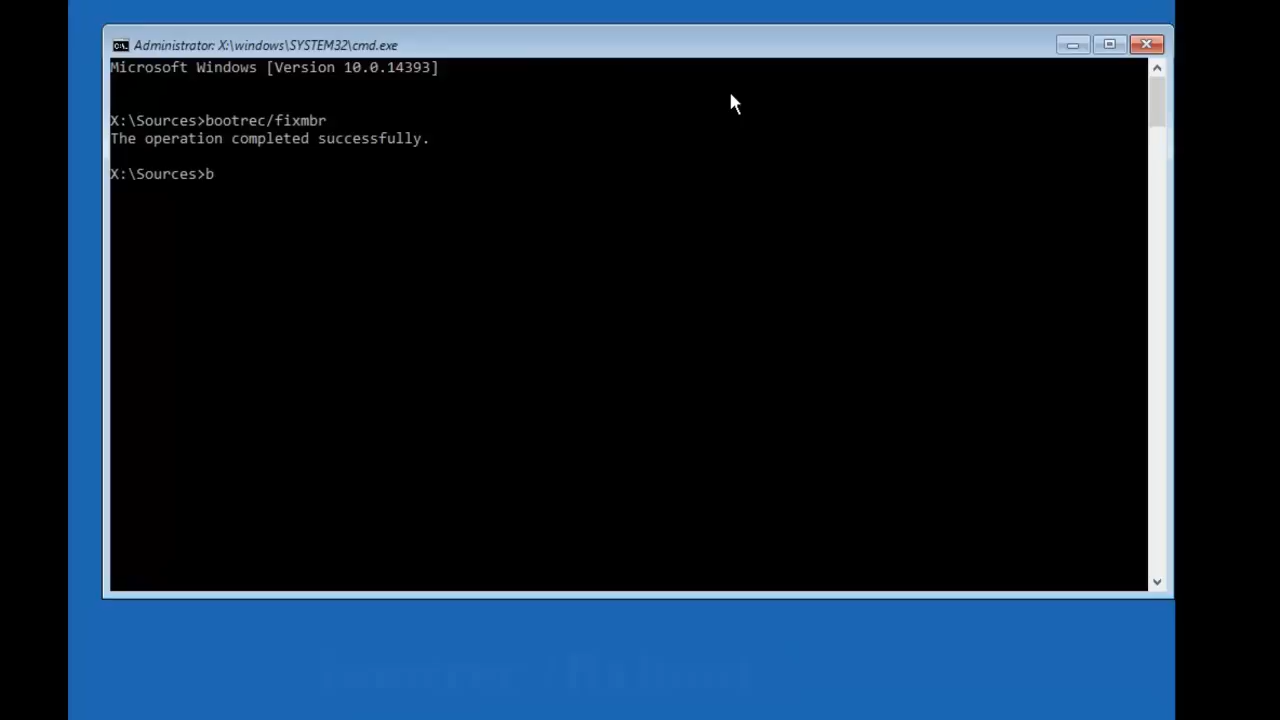 Administrator: X:\windows\SYSTEM32\cmd.exe
Microsoft Windows [Version 10.0.14393]
X:\Sources>bootrec/fixmbr
The operation completed successfully.
X:\Sources>b